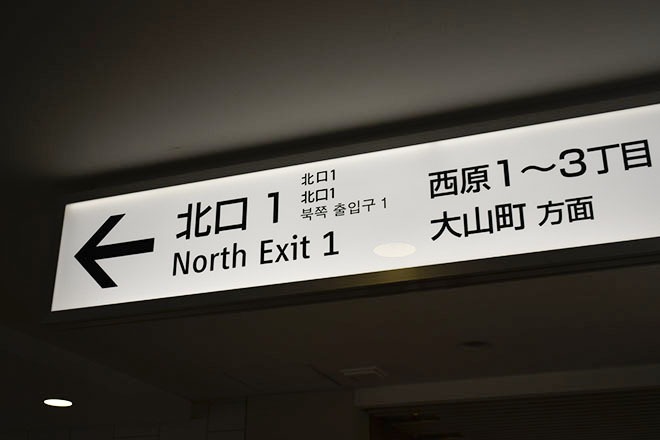 北口 1
North Exit 1
北口1
北口1
북쪽 출입구 1
西原1～3丁目
大山町 方面